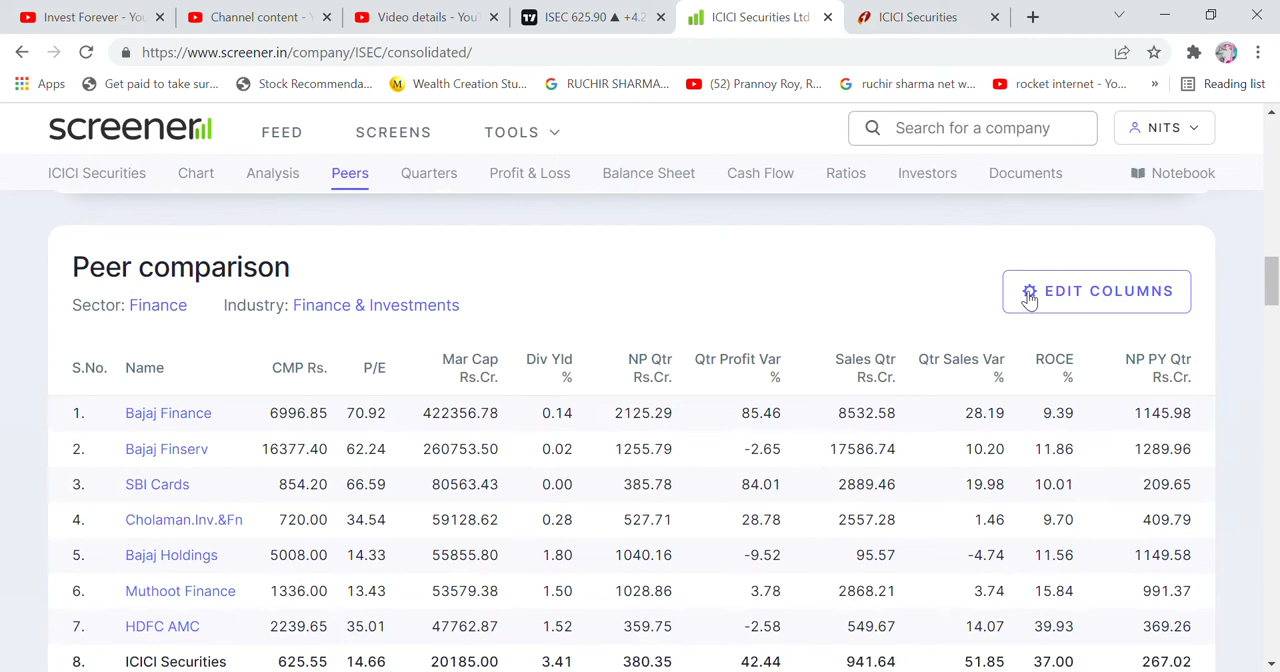 Invest Forever - You
Channel content - 
Video details - YouT
ISEC 625.90 ▲ +4.2
ICICI Securities Ltd
ICICI Securities
https://www.screener.in/company/ISEC/consolidated/
Apps
Get paid to take sur...
Stock Recommenda...
Wealth Creation Stu...
RUCHIR SHARMA...
(52) Prannoy Roy, R...
ruchir sharma net w...
rocket internet - Yo...
»
Reading list
screener
FEED
SCREENS
TOOLS
Search for a company
NITS
ICICI Securities
Chart
Analysis
Peers
Quarters
Profit & Loss
Balance Sheet
Cash Flow
Ratios
Investors
Documents
Notebook
Peer comparison
Sector: Finance Industry: Finance & Investments
EDIT COLUMNS
S.No. Name CMP Rs. P/E Mar Cap Rs.Cr. Div Yld % NP Qtr Rs.Cr. Qtr Profit Var % Sales Qtr Rs.Cr. Qtr Sales Var % ROCE % NP PY Qtr Rs.Cr.
1. Bajaj Finance 6996.85 70.92 422356.78 0.14 2125.29 85.46 8532.58 28.19 9.39 1145.98
2. Bajaj Finserv 16377.40 62.24 260753.50 0.02 1255.79 -2.65 17586.74 10.20 11.86 1289.96
3. SBI Cards 854.20 66.59 80563.43 0.00 385.78 84.01 2889.46 19.98 10.01 209.65
4. Cholaman.Inv.&Fn 720.00 34.54 59128.62 0.28 527.71 28.78 2557.28 1.46 9.70 409.79
5. Bajaj Holdings 5008.00 14.33 55855.80 1.80 1040.16 -9.52 95.57 -4.74 11.56 1149.58
6. Muthoot Finance 1336.00 13.43 53579.38 1.50 1028.86 3.78 2868.21 3.74 15.84 991.37
7. HDFC AMC 2239.65 35.01 47762.87 1.52 359.75 -2.58 549.67 14.07 39.93 369.26
8. ICICI Securities 625.55 14.66 20185.00 3.41 380.35 42.44 941.64 51.85 37.00 267.02